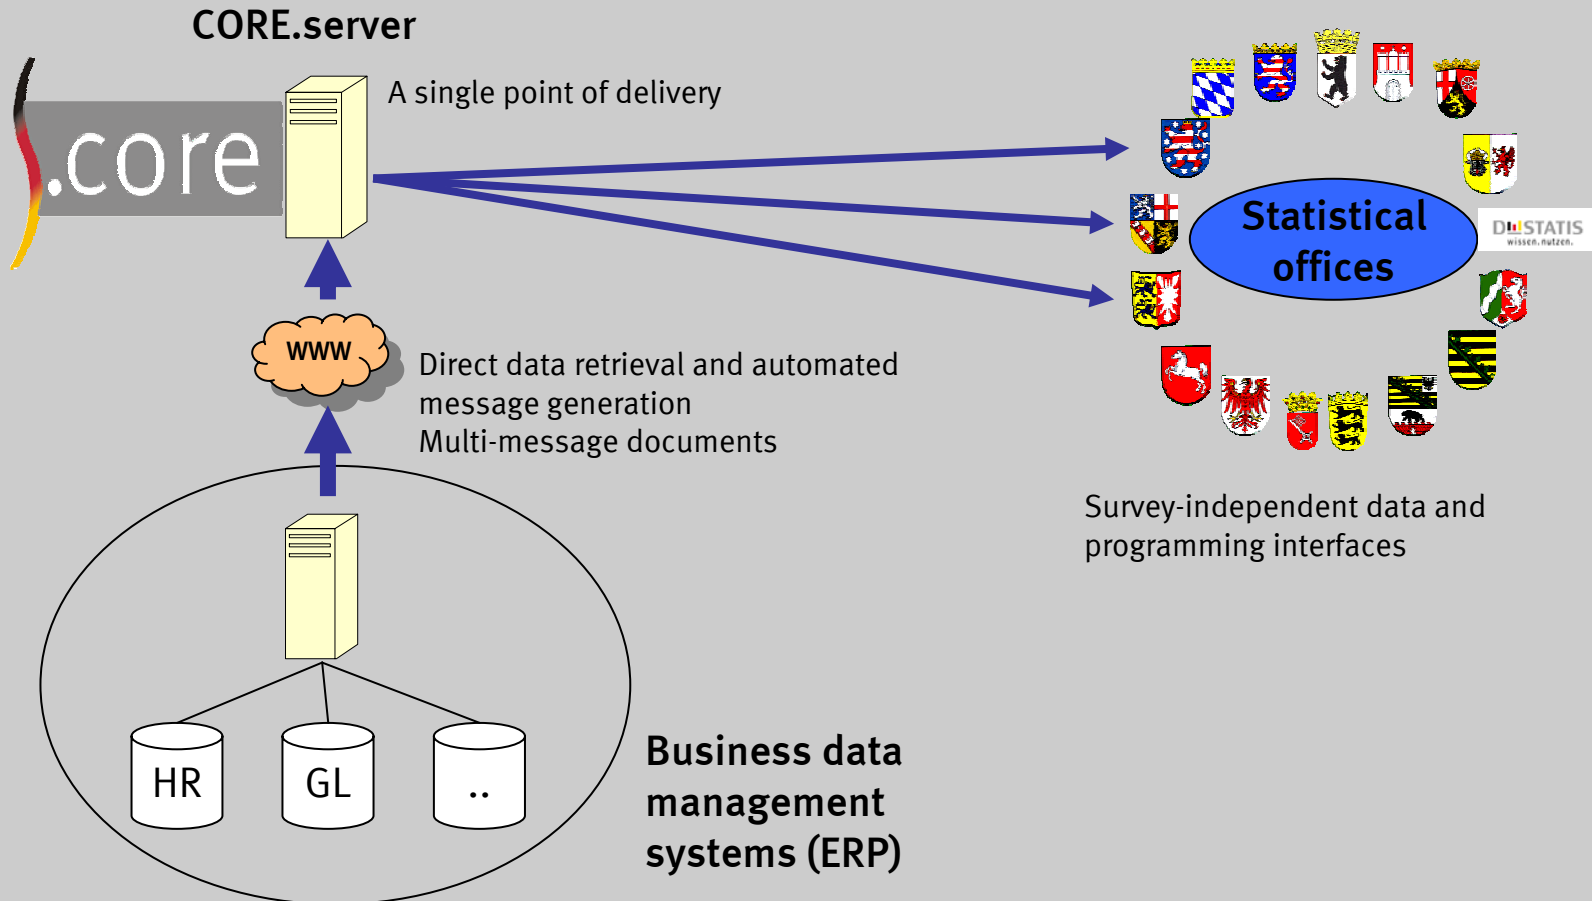 CORE.server
A single point of delivery
.core
Statistical
offices
DESTATIS
wissen.nutzen.
WWW
Direct data retrieval and automated
message generation
Multi-message documents
Survey-independent data and
programming interfaces
HR
GL
..
Business data
management
systems (ERP)